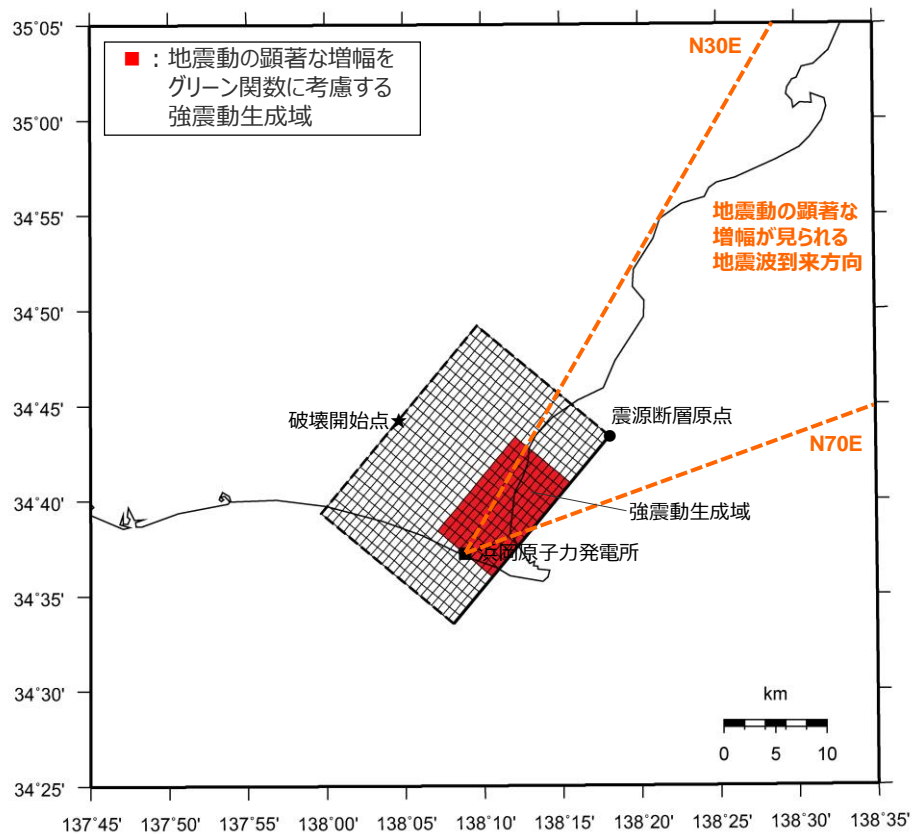 35˚05'
35˚00'
34˚55'
34˚50'
34˚45'
34˚40'
34˚35'
34˚30'
34˚25'
■ : 地震動の顕著な増幅を
グリーン関数に考慮する
強震動生成域
N30E
地震動の顕著な
増幅が見られる
地震波到来方向
破壊開始点
震源断層原点
N70E
強震動生成域
浜岡原子力発電所
km
0 5 10
137˚45' 137˚50' 137˚55' 138˚00' 138˚05' 138˚10' 138˚15' 138˚20' 138˚25' 138˚30' 138˚35'